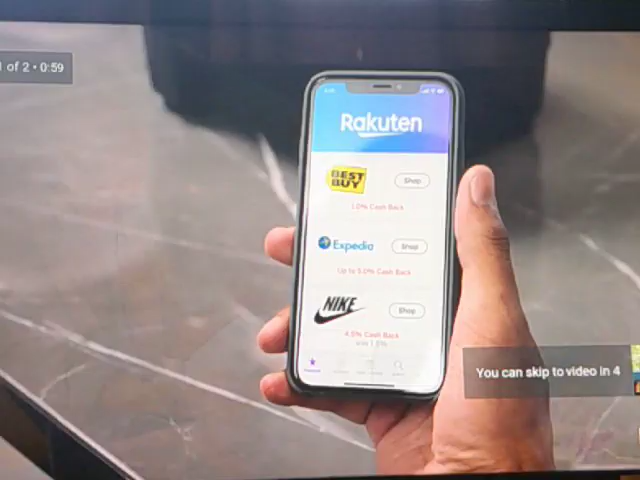 1 of 2 • 0:59
Rakuten
BEST
BUY
Shop
1.0% Cash Back
Expedia
Shop
Up to 5.0% Cash Back
NIKE
Shop
4.5% Cash Back
You can skip to video in 4